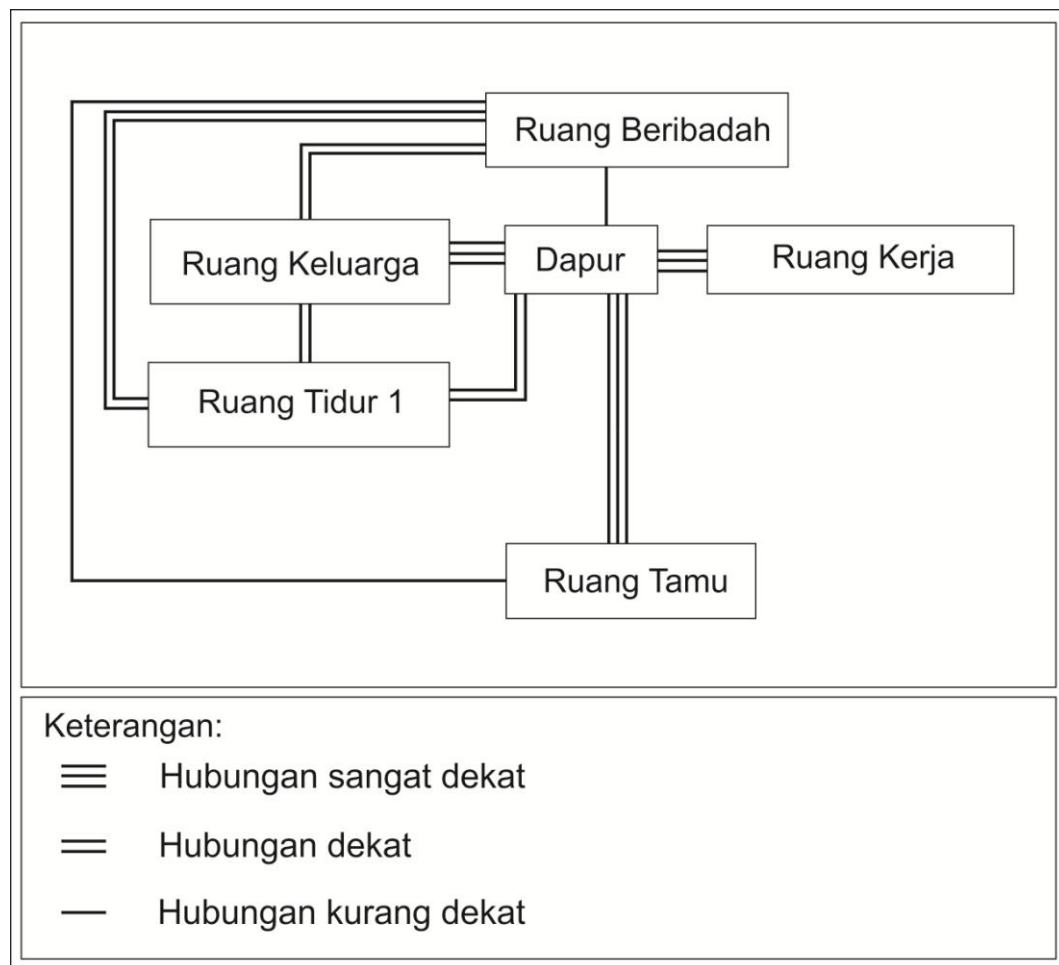 Ruang Beribadah
Ruang Keluarga
Dapur
Ruang Kerja
Ruang Tidur 1
Ruang Tamu
Keterangan:
Hubungan sangat dekat
Hubungan dekat
Hubungan kurang dekat